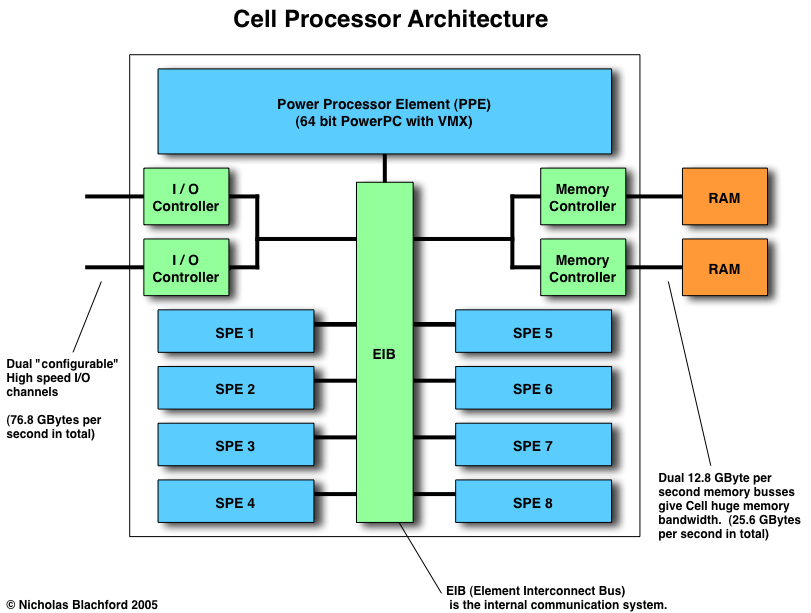 Cell Processor Architecture
Power Processor Element (PPE)
(64 bit PowerPC with VMX)
I / O
Controller
Memory
Controller
RAM
I / O
Controller
Memory
Controller
RAM
SPE 1
SPE 5
EIB
SPE 2
SPE 6
SPE 3
SPE 7
SPE 4
SPE 8
Dual "configurable"
High speed I/O
channels
(76.8 GBytes per
second in total)
Dual 12.8 GByte per
second memory busses
give Cell huge memory
bandwidth. (25.6 GBytes
per second in total)
EIB (Element Interconnect Bus)
is the internal communication system.
© Nicholas Blachford 2005